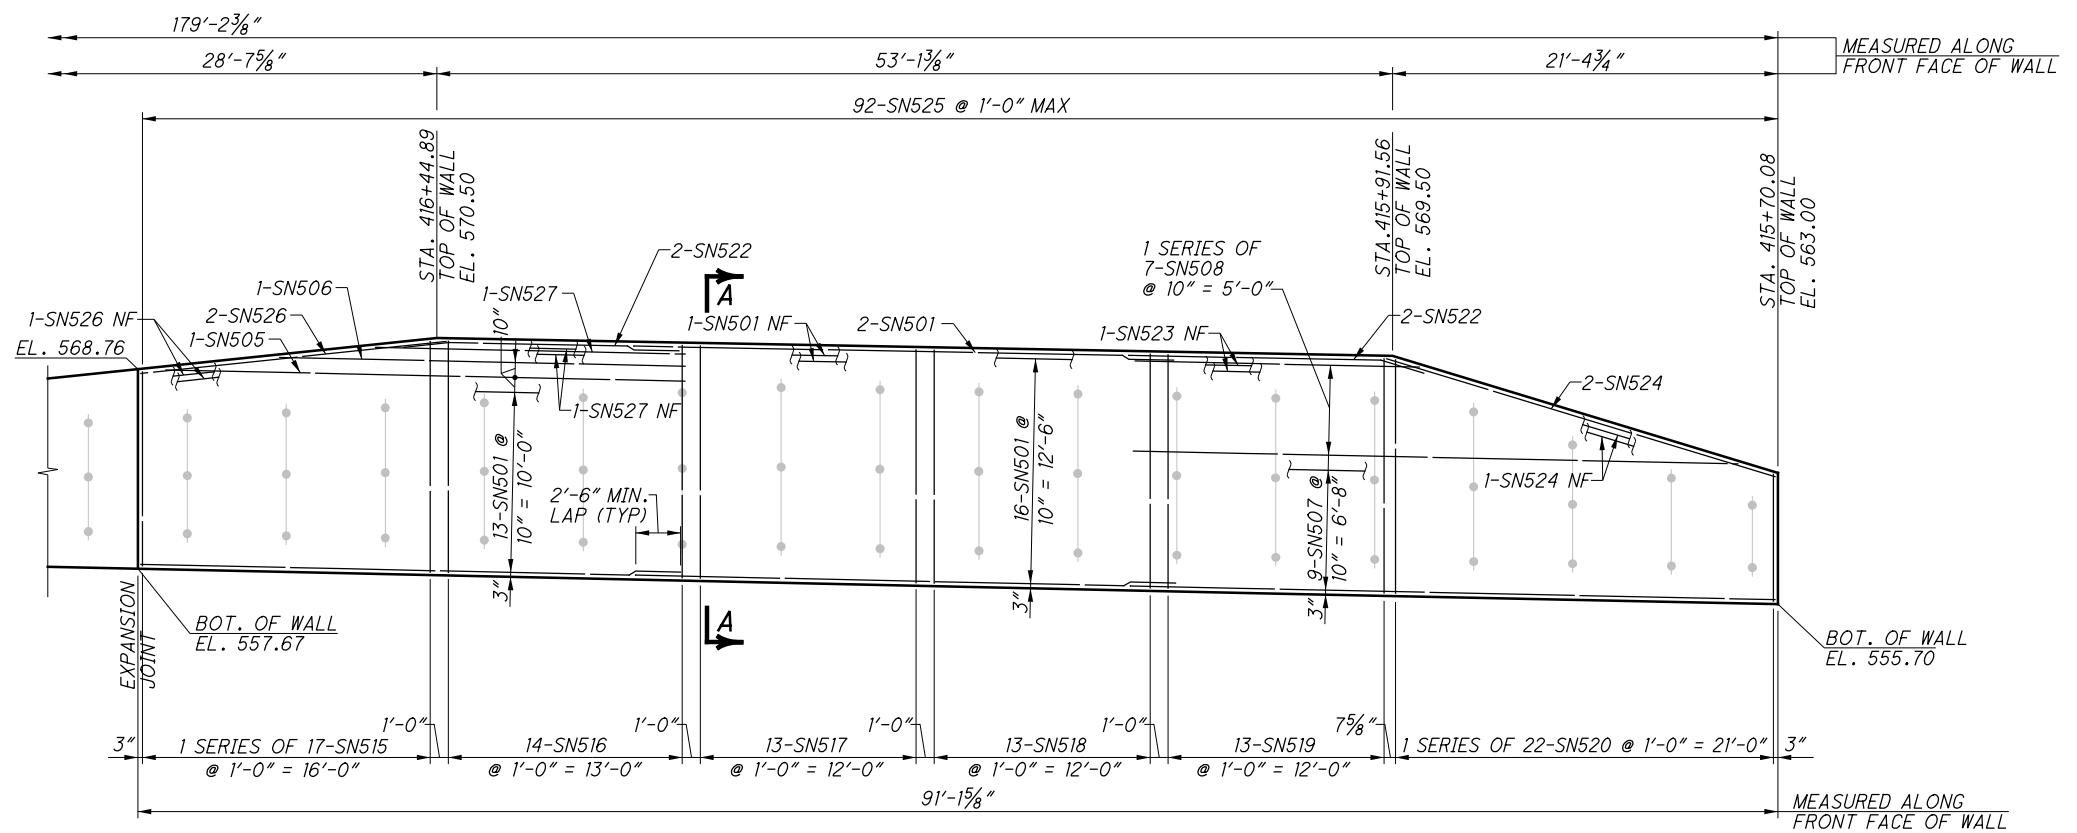 179'-2⅜"
28'-7⅝"
53'-1⅜"
21'-4¾"
MEASURED ALONG
FRONT FACE OF WALL
92-SN525 @ 1'-0" MAX
STA. 416+44.89
TOP OF WALL
EL. 570.50
STA. 415+91.56
TOP OF WALL
EL. 569.50
STA. 415+70.08
TOP OF WALL
EL. 563.00
2-SN522
1 SERIES OF
7-SN508
@ 10" = 5'-0"
A
1-SN506
1-SN527
1-SN526 NF
2-SN526
1-SN505
10"
1-SN501 NF
2-SN501
1-SN523 NF
2-SN522
EL. 568.76
2-SN524
1-SN527 NF
13-SN501 @
10" = 10'-0"
2'-6" MIN.
LAP (TYP)
16-SN501 @
10" = 12'-6"
9-SN507 @
10" = 6'-8"
1-SN524 NF
3"
3"
3"
EXPANSION
JOINT
BOT. OF WALL
EL. 557.67
A
BOT. OF WALL
EL. 555.70
1'-0"
1'-0"
1'-0"
1'-0"
7⅝"
3"
1 SERIES OF 17-SN515
@ 1'-0" = 16'-0"
14-SN516
@ 1'-0" = 13'-0"
13-SN517
@ 1'-0" = 12'-0"
13-SN518
@ 1'-0" = 12'-0"
13-SN519
@ 1'-0" = 12'-0"
1 SERIES OF 22-SN520 @ 1'-0" = 21'-0"
3"
91'-1⅝"
MEASURED ALONG
FRONT FACE OF WALL